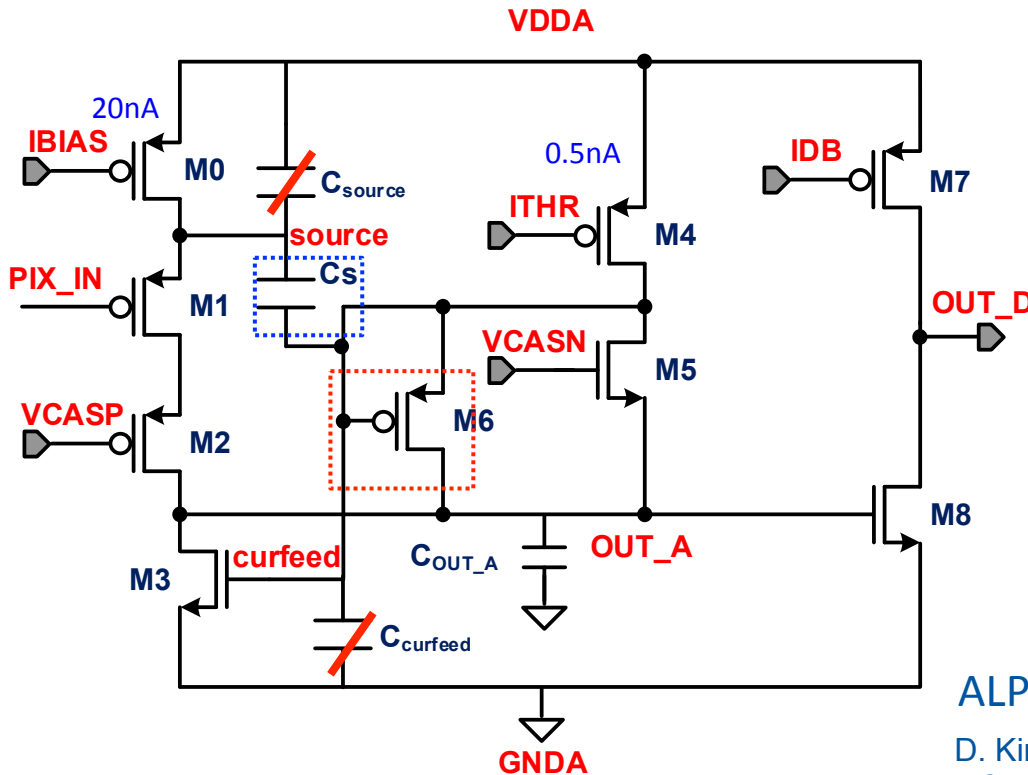 VDDA
20nA
IBIAS
M0
Csource
0.5nA
IDB
M7
ITHR
M4
source
PIX_IN
M1
Cs
OUT_D
VCASN
M5
VCASP
M2
M6
M8
curfeed
COUT_A
OUT_A
M3
Ccurfeed
ALP
D. Kir
GNDA